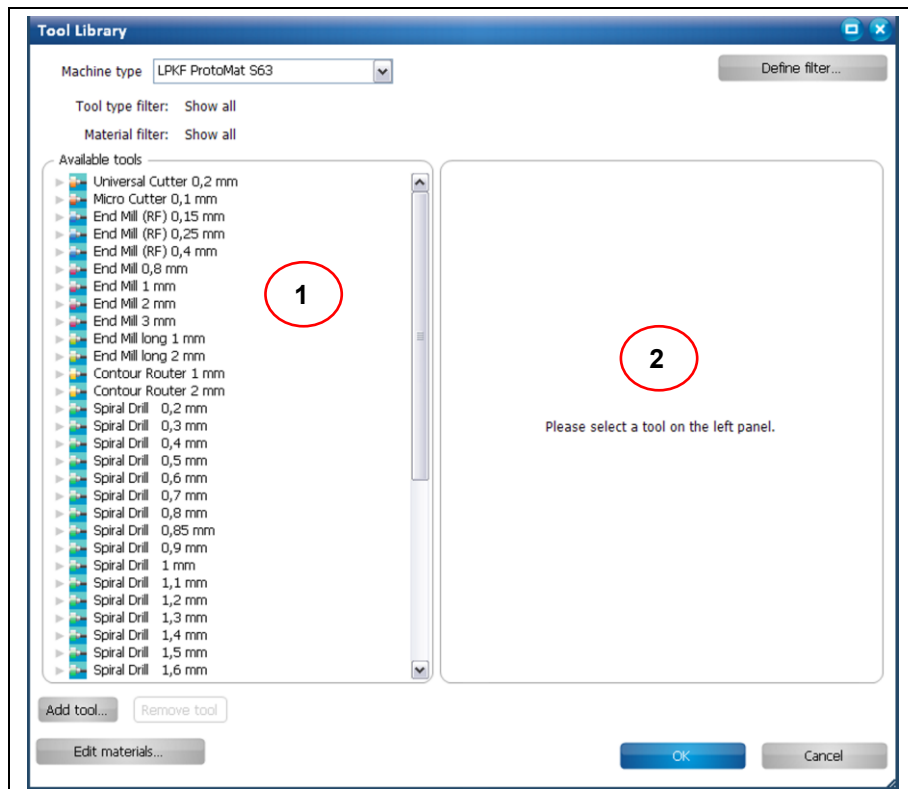 Tool Library
Machine type LPKF ProtoMat S63 Define filter...
Tool type filter: Show all
Material filter: Show all
Available tools
Universal Cutter 0,2 mm
Micro Cutter 0,1 mm
End Mill (RF) 0,15 mm
End Mill (RF) 0,25 mm
End Mill (RF) 0,4 mm
End Mill 0,8 mm
End Mill 1 mm
End Mill 2 mm
End Mill 3 mm
End Mill long 1 mm
End Mill long 2 mm
Contour Router 1 mm
Contour Router 2 mm
Spiral Drill 0,2 mm
Spiral Drill 0,3 mm
Spiral Drill 0,4 mm
Spiral Drill 0,5 mm
Spiral Drill 0,6 mm
Spiral Drill 0,7 mm
Spiral Drill 0,8 mm
Spiral Drill 0,85 mm
Spiral Drill 0,9 mm
Spiral Drill 1 mm
Spiral Drill 1,1 mm
Spiral Drill 1,2 mm
Spiral Drill 1,3 mm
Spiral Drill 1,4 mm
Spiral Drill 1,5 mm
Spiral Drill 1,6 mm
1
2
Please select a tool on the left panel.
Add tool... Remove tool
Edit materials... OK Cancel